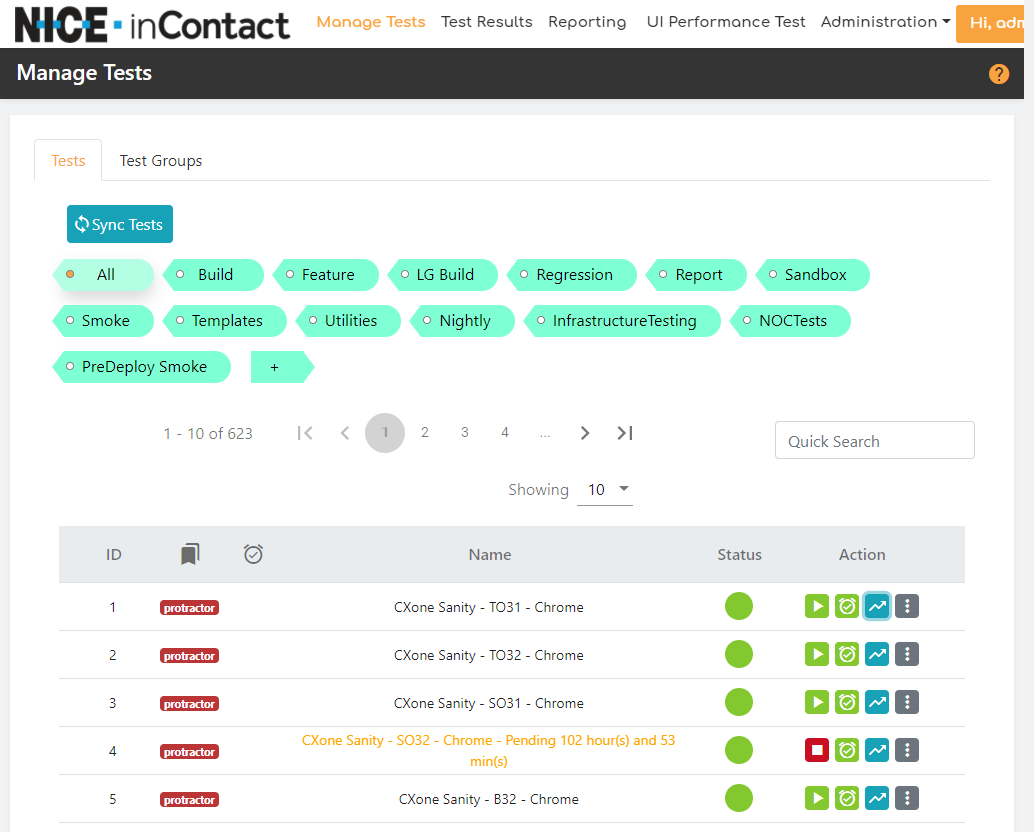 NICE inContact Manage Tests Test Results Reporting UI Performance Test Administration Hi, adm
Manage Tests ?
Tests Test Groups
Sync Tests
All Build Feature LG Build Regression Report Sandbox
Smoke Templates Utilities Nightly InfrastructureTesting NOCTests
PreDeploy Smoke +
1 - 10 of 623 1 2 3 4 ...
Quick Search
Showing 10
ID Name Status Action
1 protractor CXone Sanity - TO31 - Chrome
2 protractor CXone Sanity - TO32 - Chrome
3 protractor CXone Sanity - SO31 - Chrome
4 protractor CXone Sanity - SO32 - Chrome - Pending 102 hour(s) and 53
min(s)
5 protractor CXone Sanity - B32 - Chrome